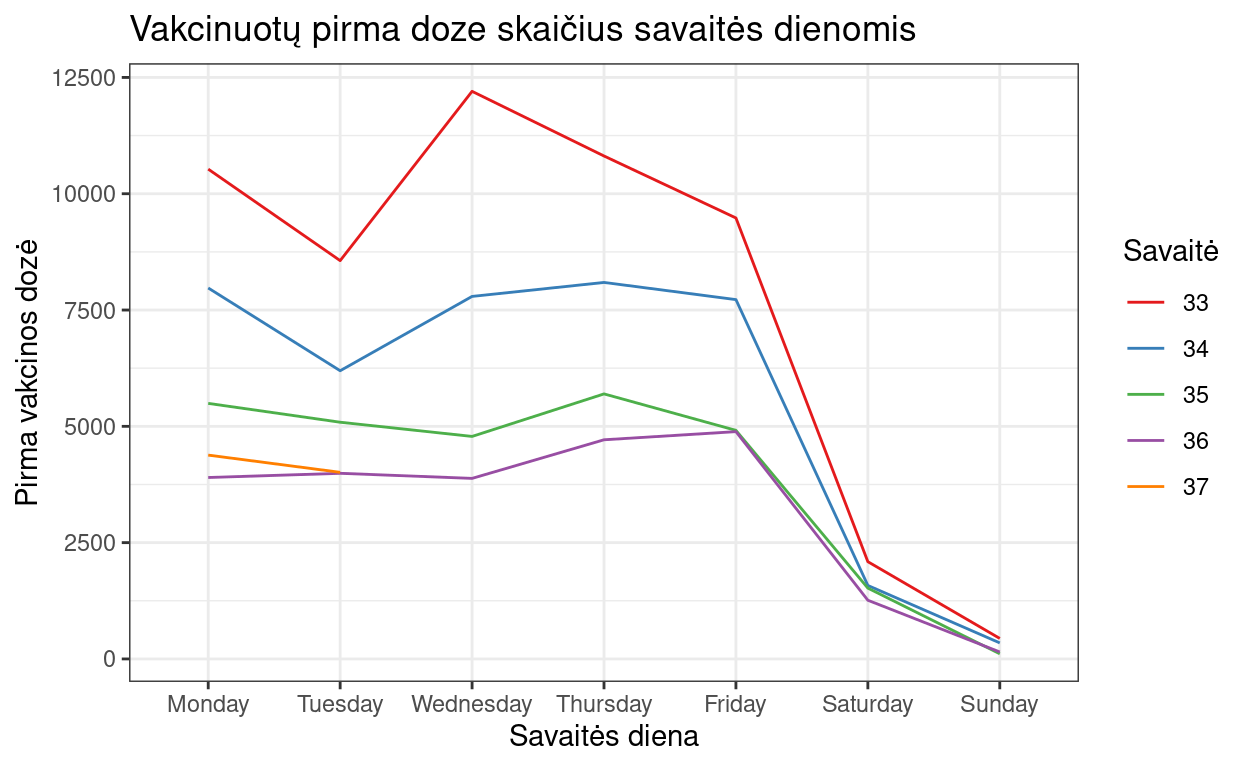 Vakcinuotų pirma doze skaičius savaitės dienomis
Pirma vakcinos dozė
12500
10000
7500
5000
2500
0
Monday Tuesday Wednesday Thursday Friday Saturday Sunday
Savaitės diena
Savaitė
33
34
35
36
37